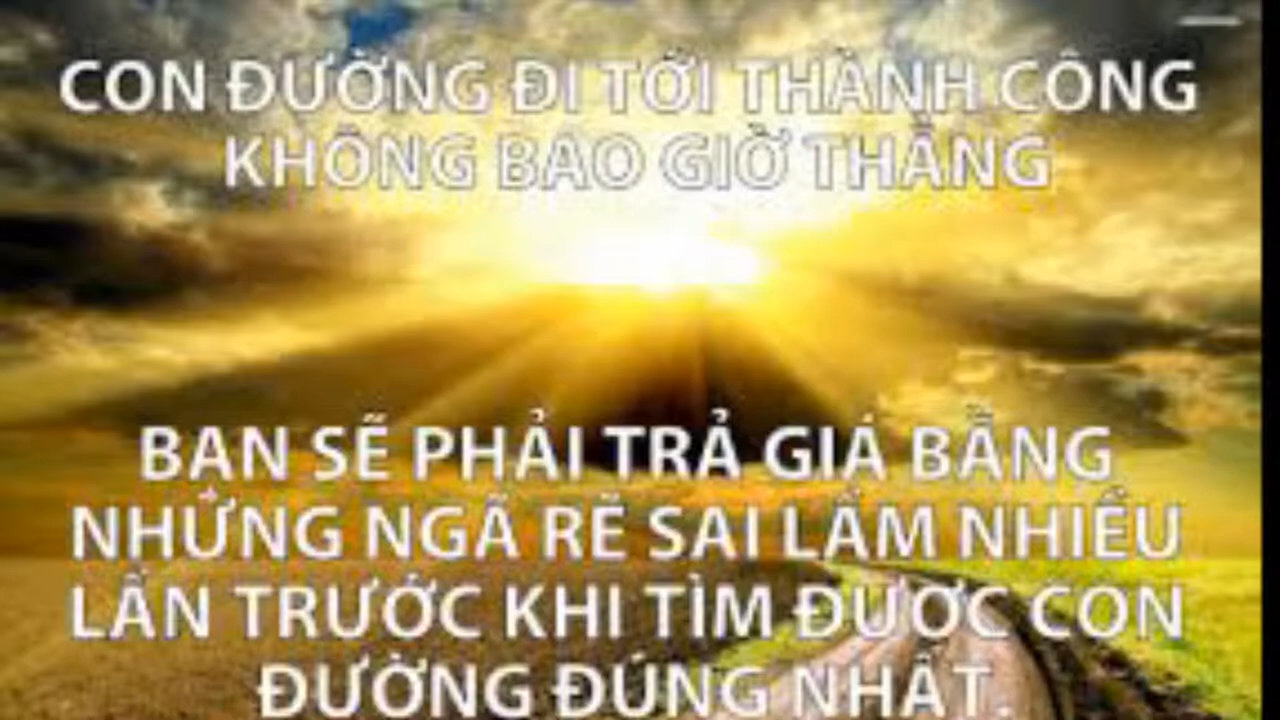 CON ĐƯỜNG ĐI TỚI THÀNH CÔNG
KHÔNG BAO GIỜ THẲNG
BẠN SẼ PHẢI TRẢ GIÁ BẰNG
NHỮNG NGÃ RẼ SAI LẦM NHIỀU
LẦN TRƯỚC KHI TÌM ĐƯỢC CON
ĐƯỜNG ĐÚNG NHẤT.